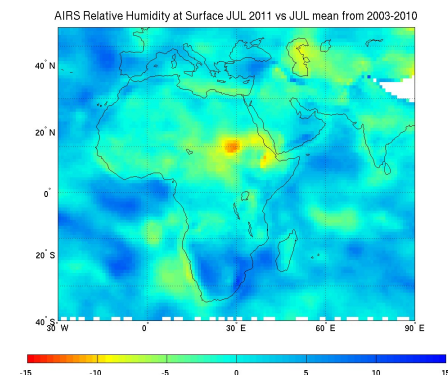 AIRS Relative Humidity at Surface JUL 2011 vs JUL mean from 2003-2010
40° N
20° N
0°
20° S
40° S
30° W 0° 30° E 60° E 90° E
-15 -10 -5 0 5 10 15